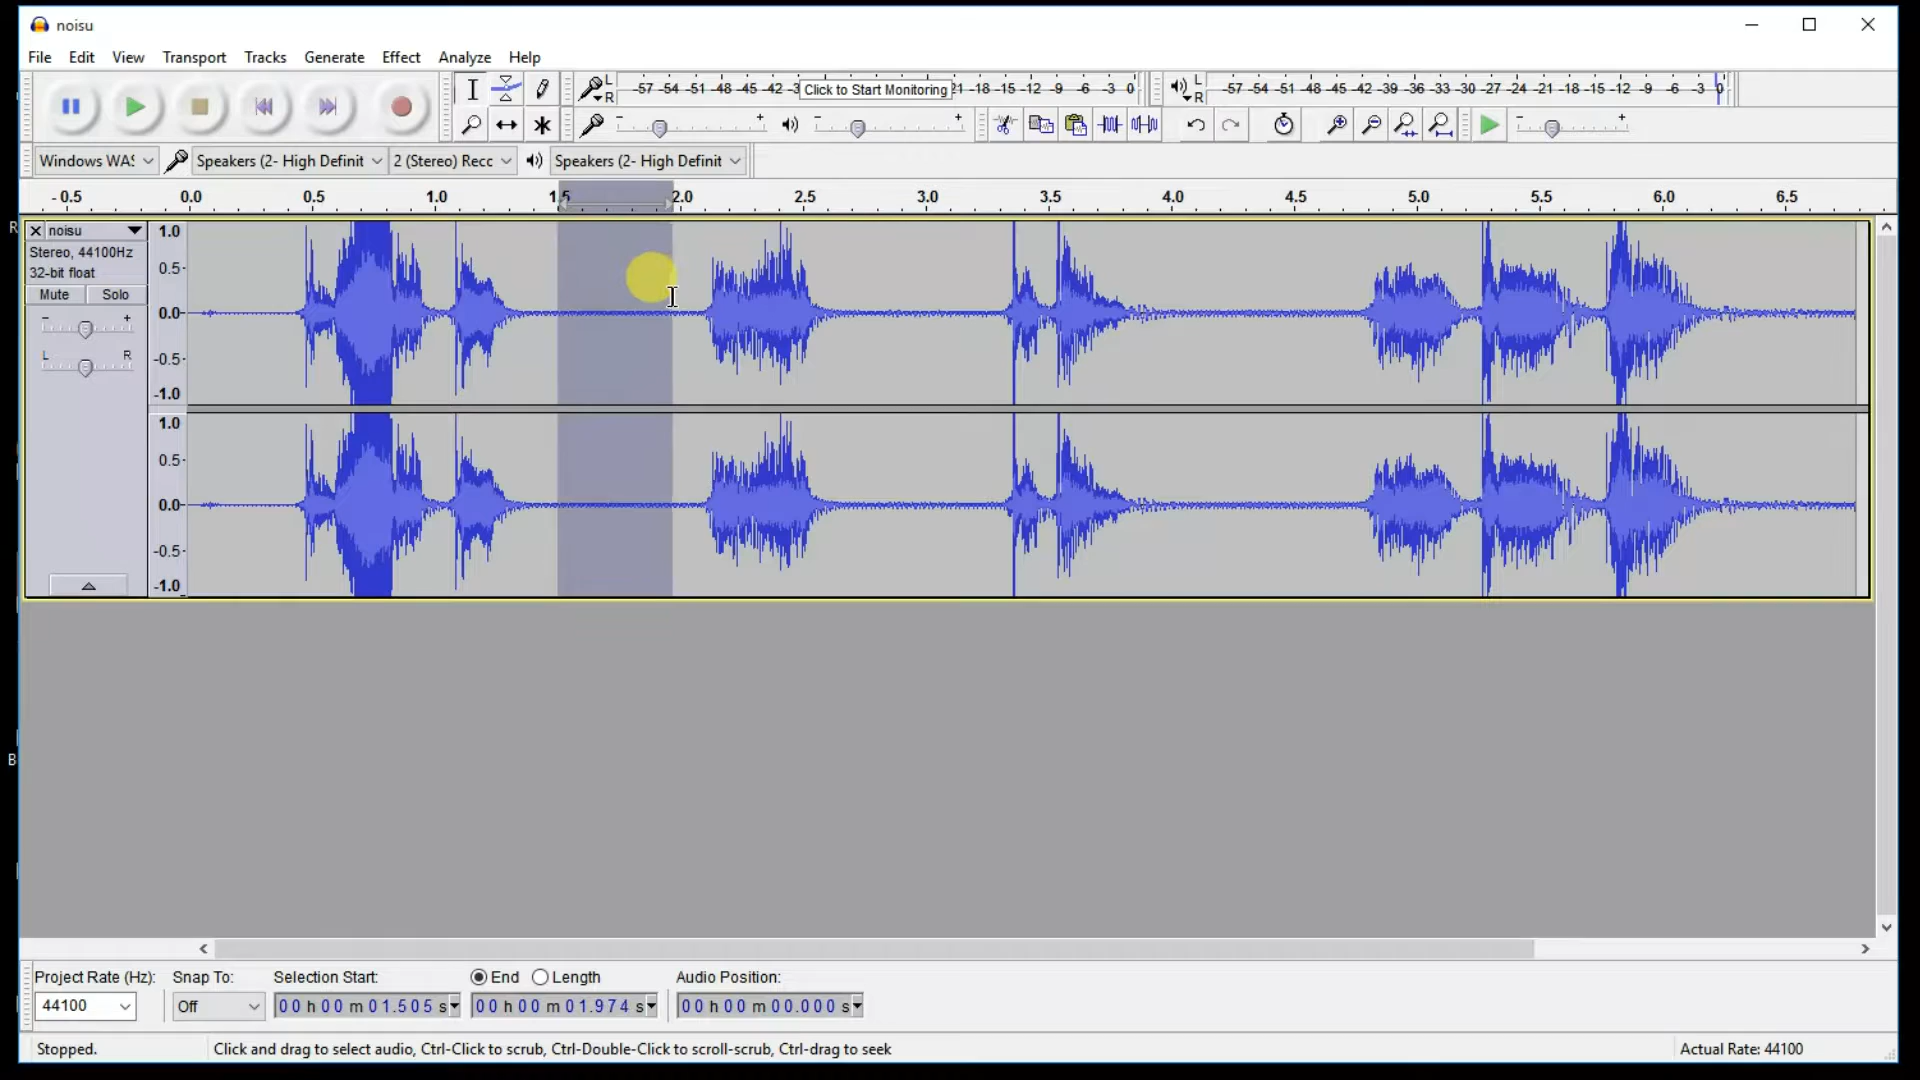 noisu
File Edit View Transport Tracks Generate Effect Analyze Help
L R -57 -54 -51 -48 -45 -42 -3 Click to Start Monitoring 21 -18 -15 -12 -9 -6 -3 0 L R -57 -54 -51 -48 -45 -42 -39 -36 -33 -30 -27 -24 -21 -18 -15 -12 -9 -6 -3 0
- + - + - +
Windows WAS Speakers (2- High Definit 2 (Stereo) Recc Speakers (2- High Definit
-0.5 0.0 0.5 1.0 1.5 2.0 2.5 3.0 3.5 4.0 4.5 5.0 5.5 6.0 6.5
R
noisu
Stereo, 44100Hz
32-bit float
Mute Solo
- +
L R
1.0
0.5-
0.0-
-0.5-
-1.0
1.0
0.5-
0.0-
-0.5-
-1.0
B
Project Rate (Hz): Snap To: Selection Start: End Length Audio Position:
44100 Off 00 h 00 m 01.505 s 00 h 00 m 01.974 s 00 h 00 m 00.000 s
Stopped. Click and drag to select audio, Ctrl-Click to scrub, Ctrl-Double-Click to scroll-scrub, Ctrl-drag to seek Actual Rate: 44100